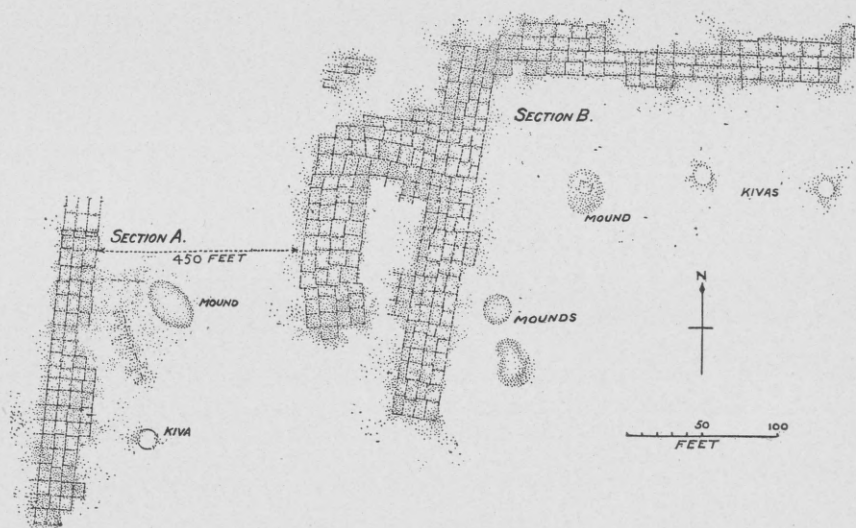 SECTION B.
MOUND
KIVAS
SECTION A.
450 FEET
MOUND
N
MOUNDS
KIVA
50 100
FEET